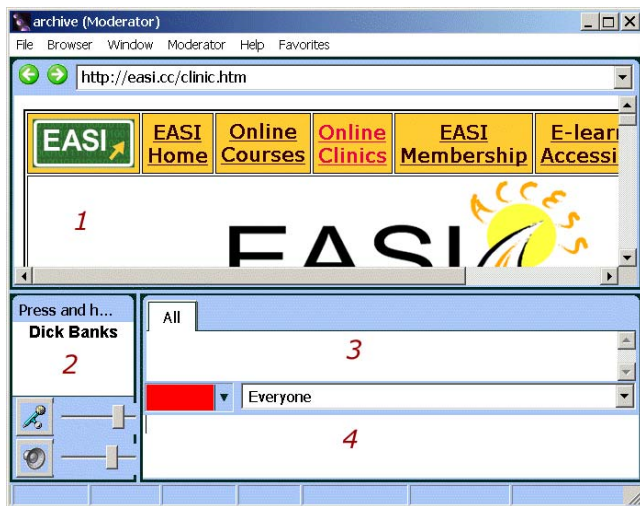 archive (Moderator)
File Browser Window Moderator Help Favorites
http://easi.cc/clinic.htm
EASI
EASI Home
Online Courses
Online Clinics
EASI Membership
E-lear
Accessi
1
ACCESS
EASI
Press and h...
Dick Banks
2
All
3
Everyone
4